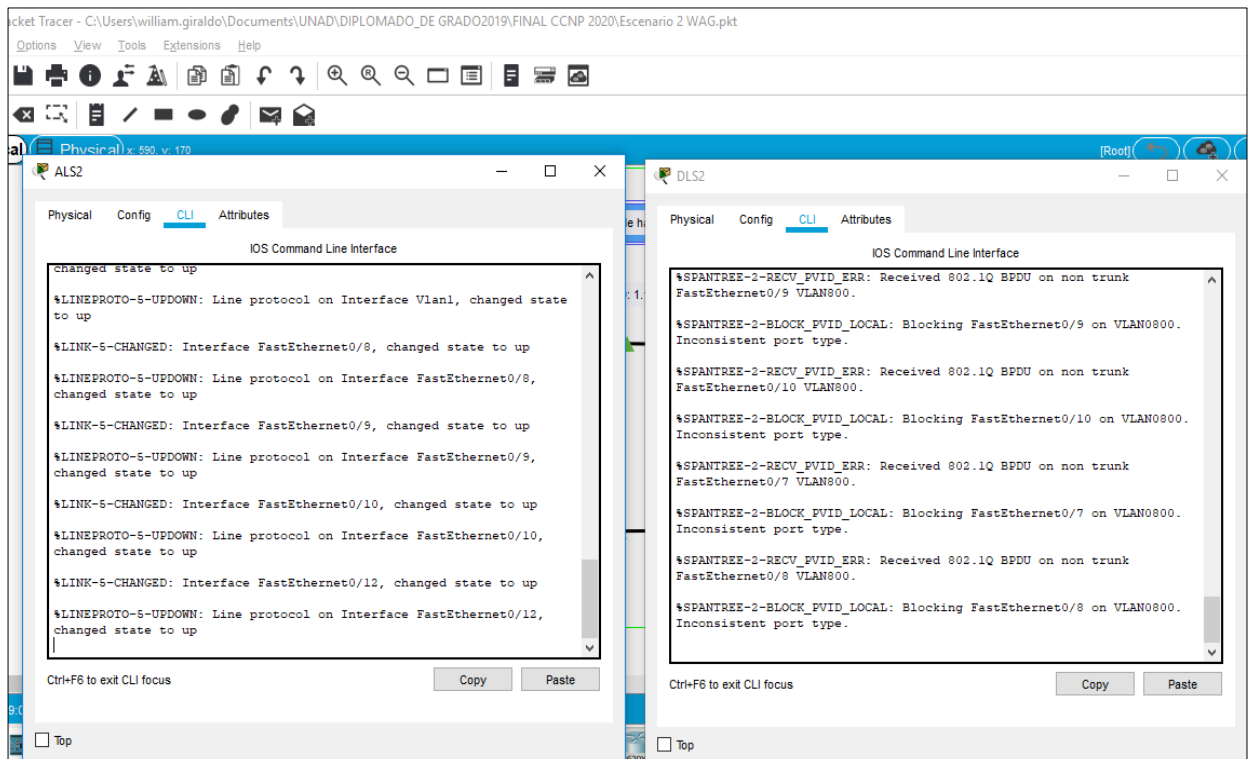 acket Tracer - C:\Users\william.giraldo\Documents\UNAD\DIPLOMADO_DE GRADO2019\FINAL CCNP 2020\Escenario 2 WAG.pkt
Options View Tools Extensions Help
Physical x: 590, y: 170
[Root]
ALS2
Physical Config CLI Attributes
IOS Command Line Interface
changed state to up
%LINEPROTO-5-UPDOWN: Line protocol on Interface Vlan1, changed state
to up
%LINK-5-CHANGED: Interface FastEthernet0/8, changed state to up
%LINEPROTO-5-UPDOWN: Line protocol on Interface FastEthernet0/8,
changed state to up
%LINK-5-CHANGED: Interface FastEthernet0/9, changed state to up
%LINEPROTO-5-UPDOWN: Line protocol on Interface FastEthernet0/9,
changed state to up
%LINK-5-CHANGED: Interface FastEthernet0/10, changed state to up
%LINEPROTO-5-UPDOWN: Line protocol on Interface FastEthernet0/10,
changed state to up
%LINK-5-CHANGED: Interface FastEthernet0/12, changed state to up
%LINEPROTO-5-UPDOWN: Line protocol on Interface FastEthernet0/12,
changed state to up
Ctrl+F6 to exit CLI focus
Copy Paste
Top
DLS2
Physical Config CLI Attributes
IOS Command Line Interface
%SPANTREE-2-RECV_PVID_ERR: Received 802.1Q BPDU on non trunk
FastEthernet0/9 VLAN800.
%SPANTREE-2-BLOCK_PVID_LOCAL: Blocking FastEthernet0/9 on VLAN0800.
Inconsistent port type.
%SPANTREE-2-RECV_PVID_ERR: Received 802.1Q BPDU on non trunk
FastEthernet0/10 VLAN800.
%SPANTREE-2-BLOCK_PVID_LOCAL: Blocking FastEthernet0/10 on VLAN0800.
Inconsistent port type.
%SPANTREE-2-RECV_PVID_ERR: Received 802.1Q BPDU on non trunk
FastEthernet0/7 VLAN800.
%SPANTREE-2-BLOCK_PVID_LOCAL: Blocking FastEthernet0/7 on VLAN0800.
Inconsistent port type.
%SPANTREE-2-RECV_PVID_ERR: Received 802.1Q BPDU on non trunk
FastEthernet0/8 VLAN800.
%SPANTREE-2-BLOCK_PVID_LOCAL: Blocking FastEthernet0/8 on VLAN0800.
Inconsistent port type.
Ctrl+F6 to exit CLI focus
Copy Paste
Top